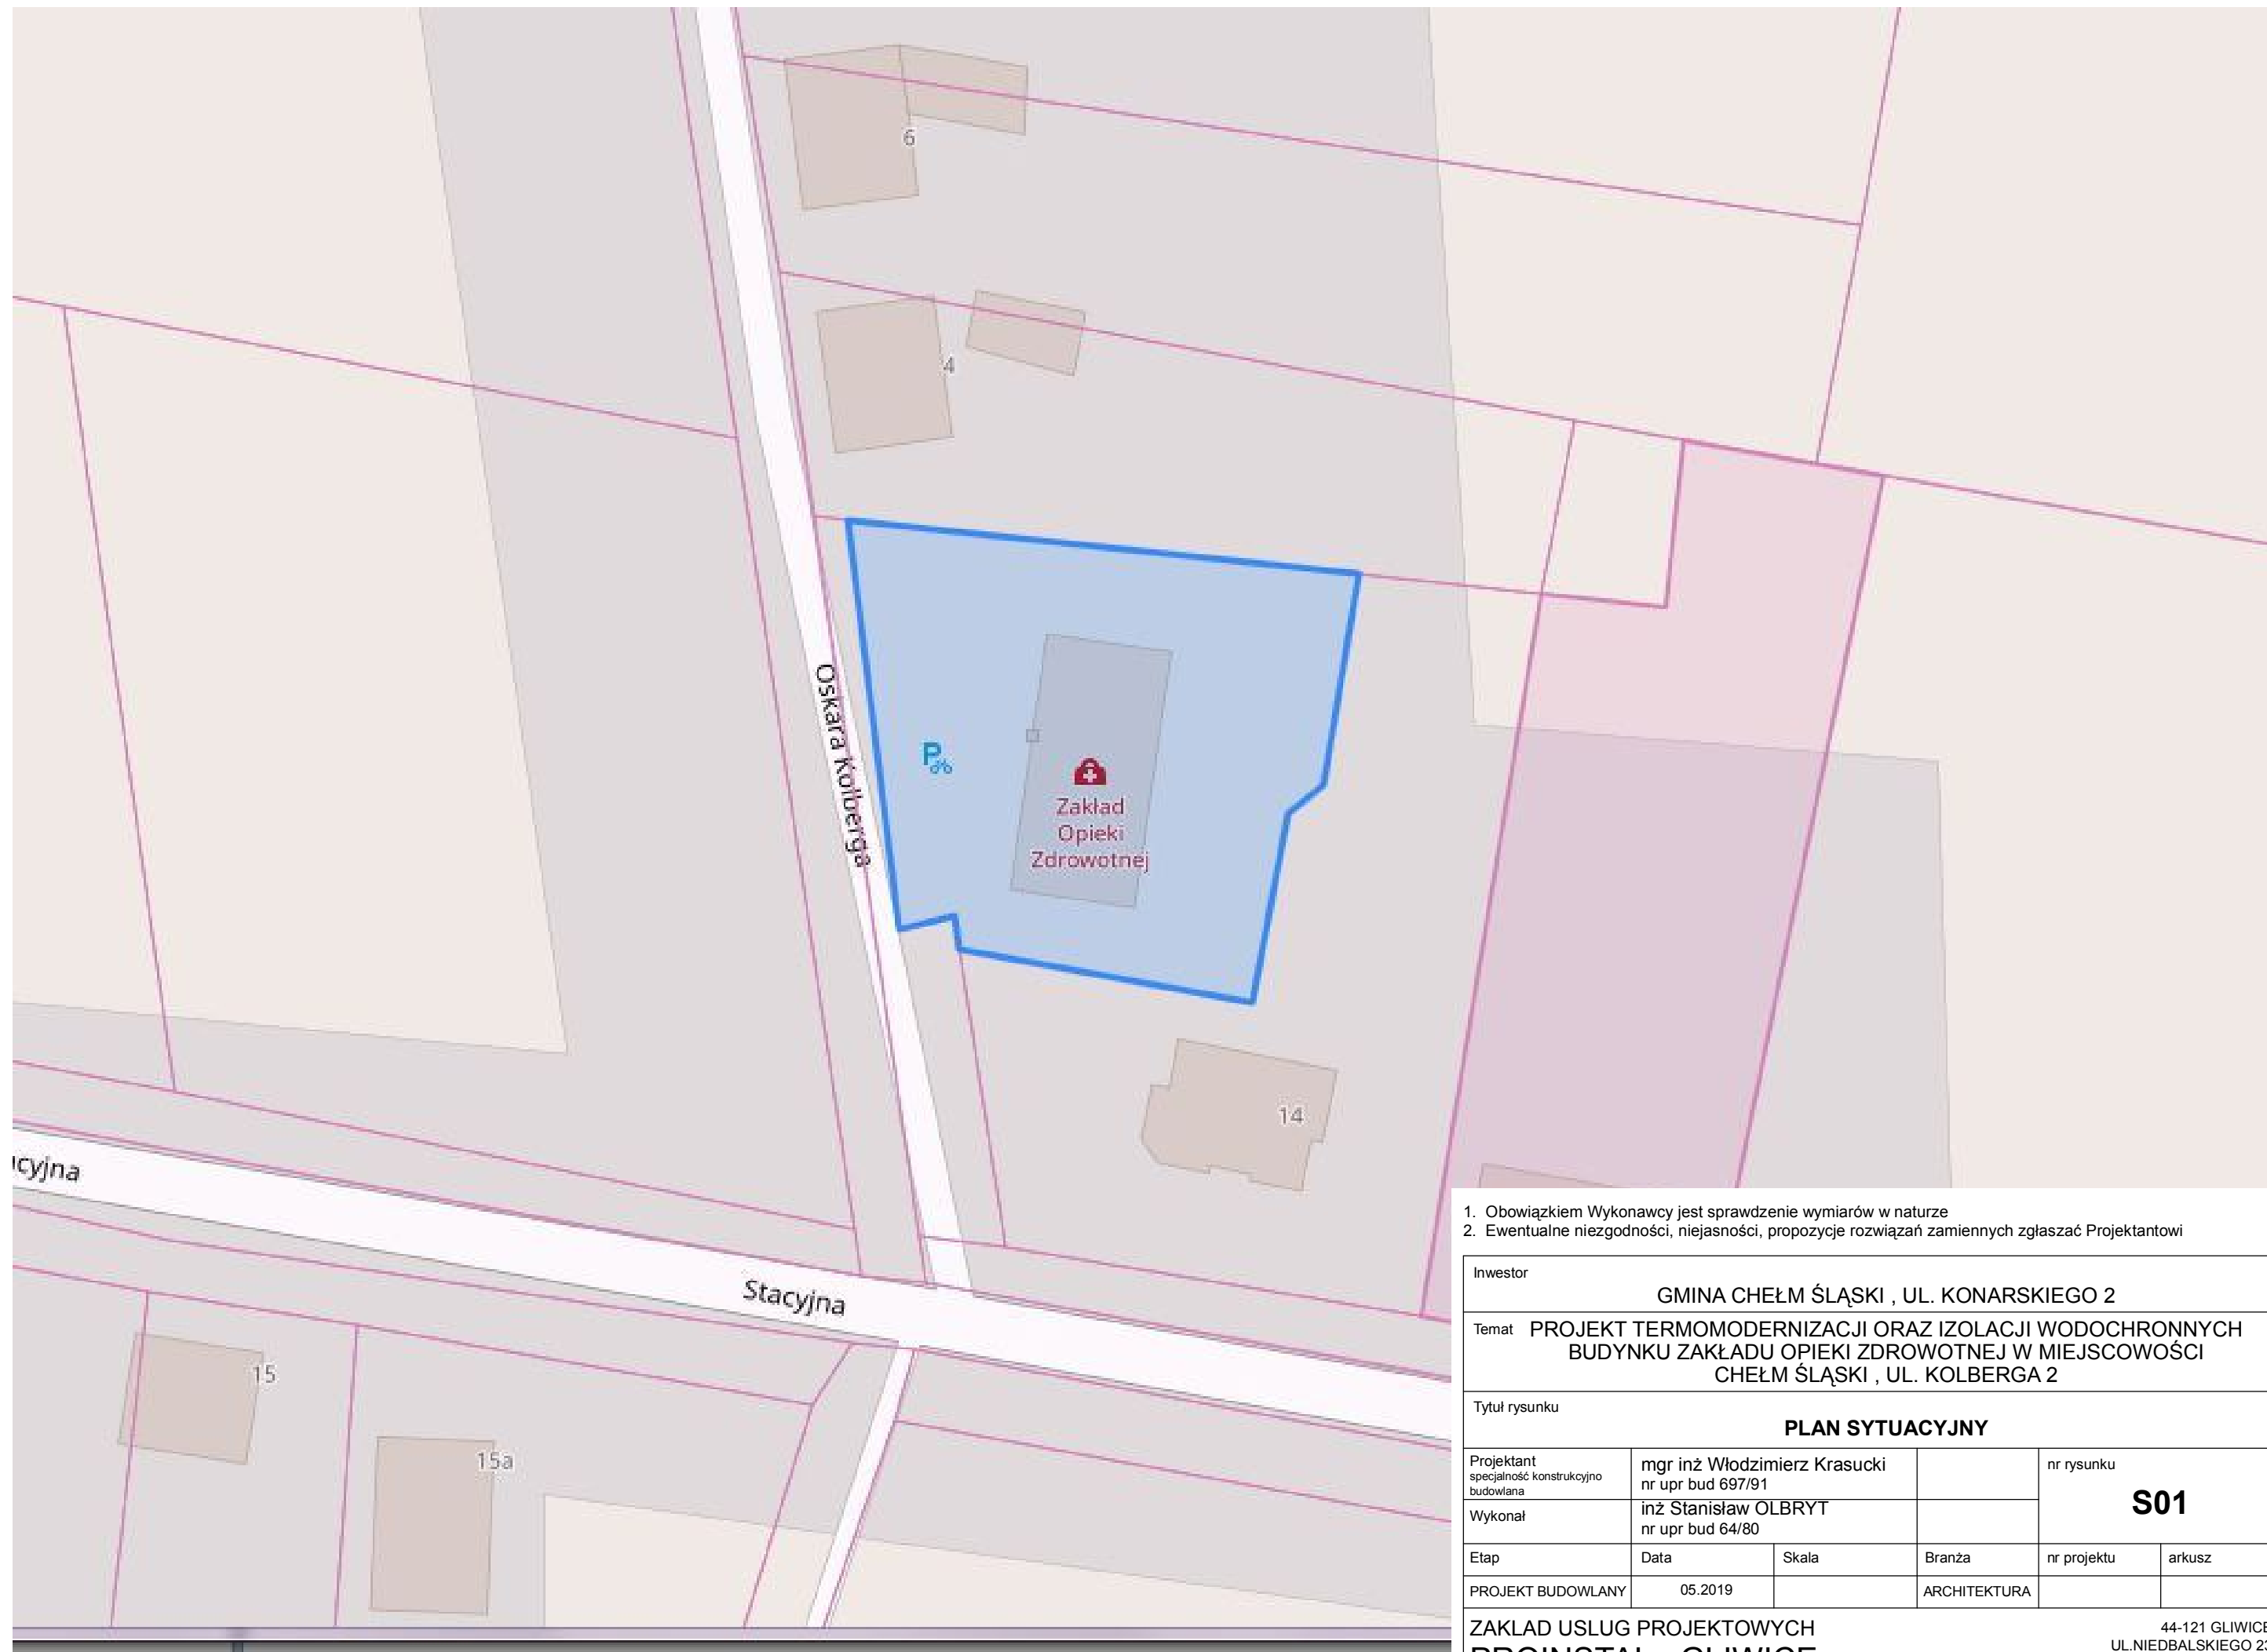 6
4
Oskara Kolberga
P
Zakład
Opieki
Zdrowotnej
14
Stacyjna
15
15a
1. Obowiązkiem Wykonawcy jest sprawdzenie wymiarów w naturze
2. Ewentualne niezgodności, niejasności, propozycje rozwiązań zamiennych zgłaszać Projektantowi
Inwestor
GMINA CHEŁM ŚLĄSKI , UL. KONARSKIEGO 2
Temat PROJEKT TERMOMODERNIZACJI ORAZ IZOLACJI WODOCHRONNYCH
BUDYNKU ZAKŁADU OPIEKI ZDROWOTNEJ W MIEJSCOWOŚCI
CHEŁM ŚLĄSKI , UL. KOLBERGA 2
Tytuł rysunku
PLAN SYTUACYJNY
Projektant
specjalność konstrukcyjno
budowlana
mgr inż Włodzimierz Krasucki
nr upr bud 697/91
nr rysunku
S01
Wykonał
inż Stanisław OLBRYT
nr upr bud 64/80
Etap Data Skala Branża nr projektu arkusz
PROJEKT BUDOWLANY 05.2019 ARCHITEKTURA
ZAKLAD USLUG PROJEKTOWYCH
44-121 GLIWICE
UL.NIEDBALSKIEGO